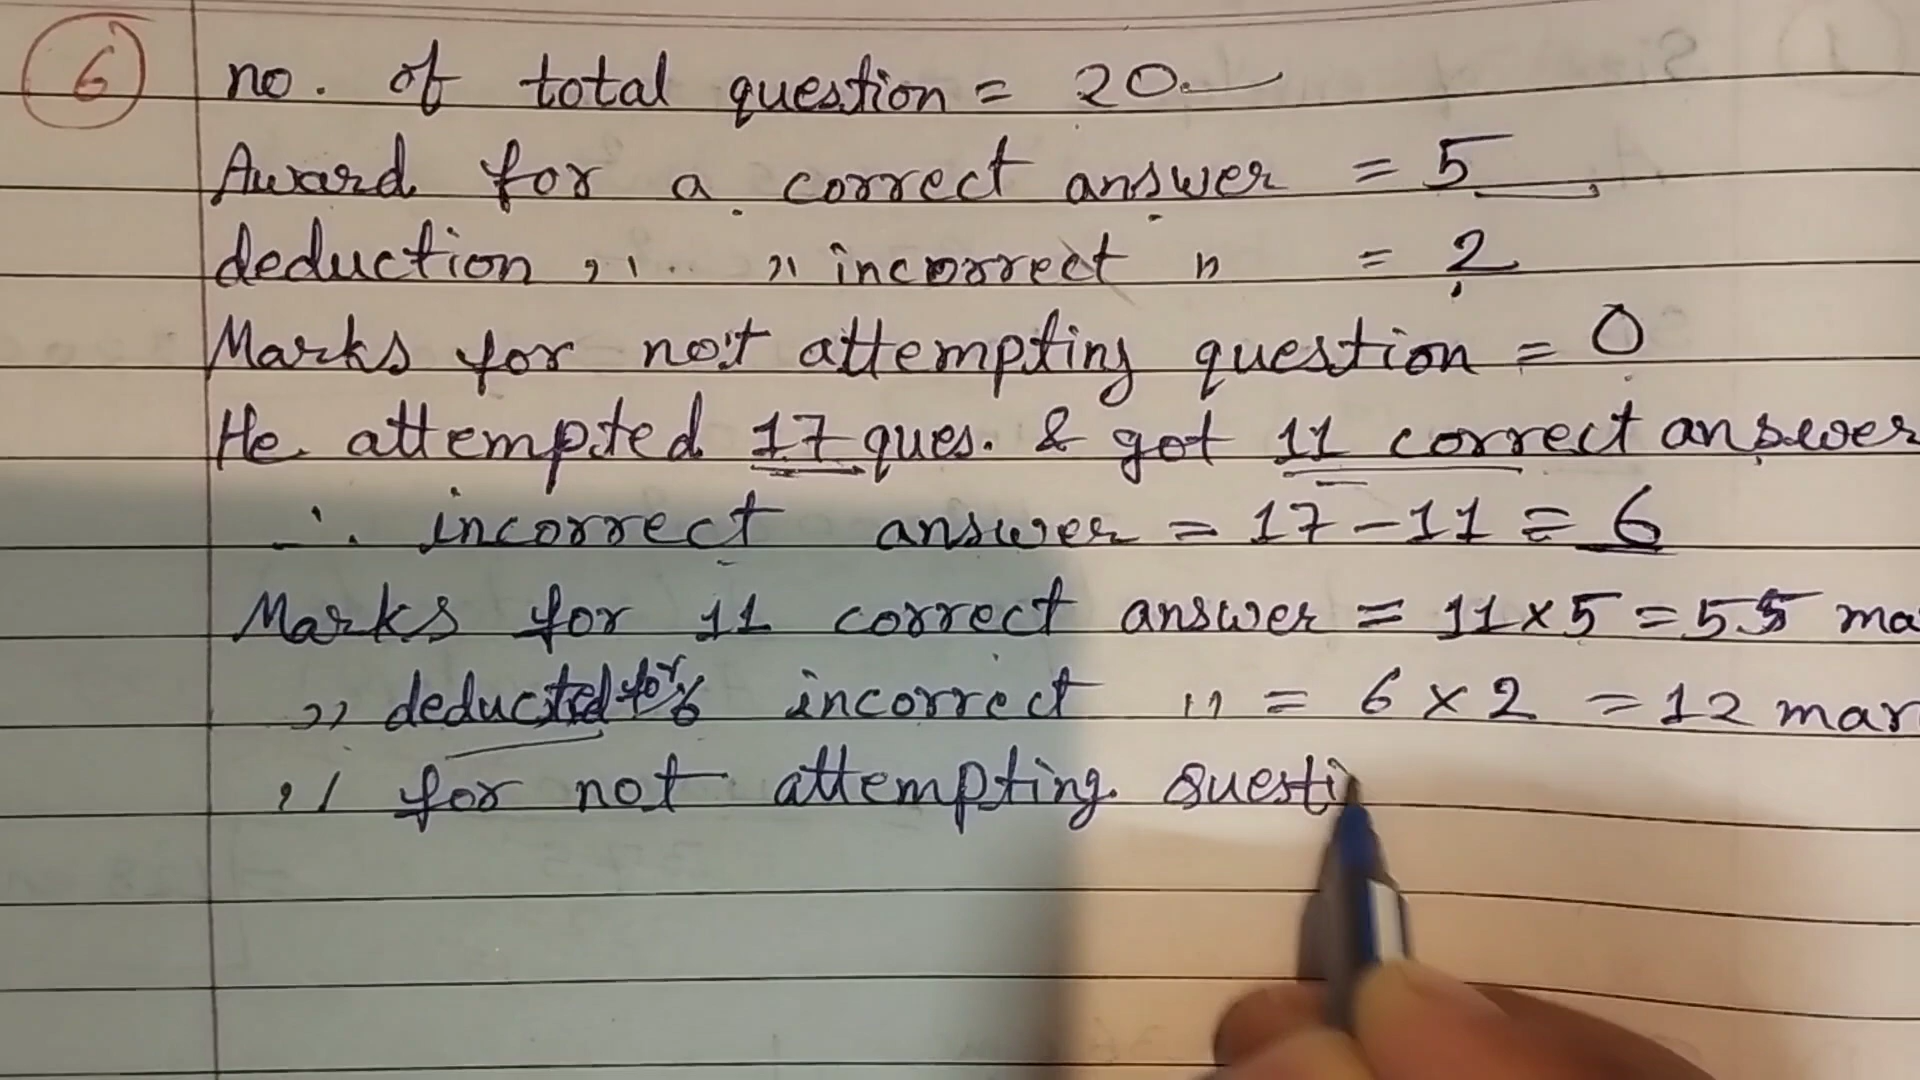 6
no. of total question = 20
Award for a correct answer = 5
deduction ,, ,, incorrect ,, = 2
Marks for not attempting question = 0
He attempted 17 ques. & got 11 correct answer
∴ incorrect answer = 17 - 11 = 6
Marks for 11 correct answer = 11 × 5 = 55 ma
,, deducted for 6 incorrect ,, = 6 × 2 = 12 mar
,, for not attempting questi